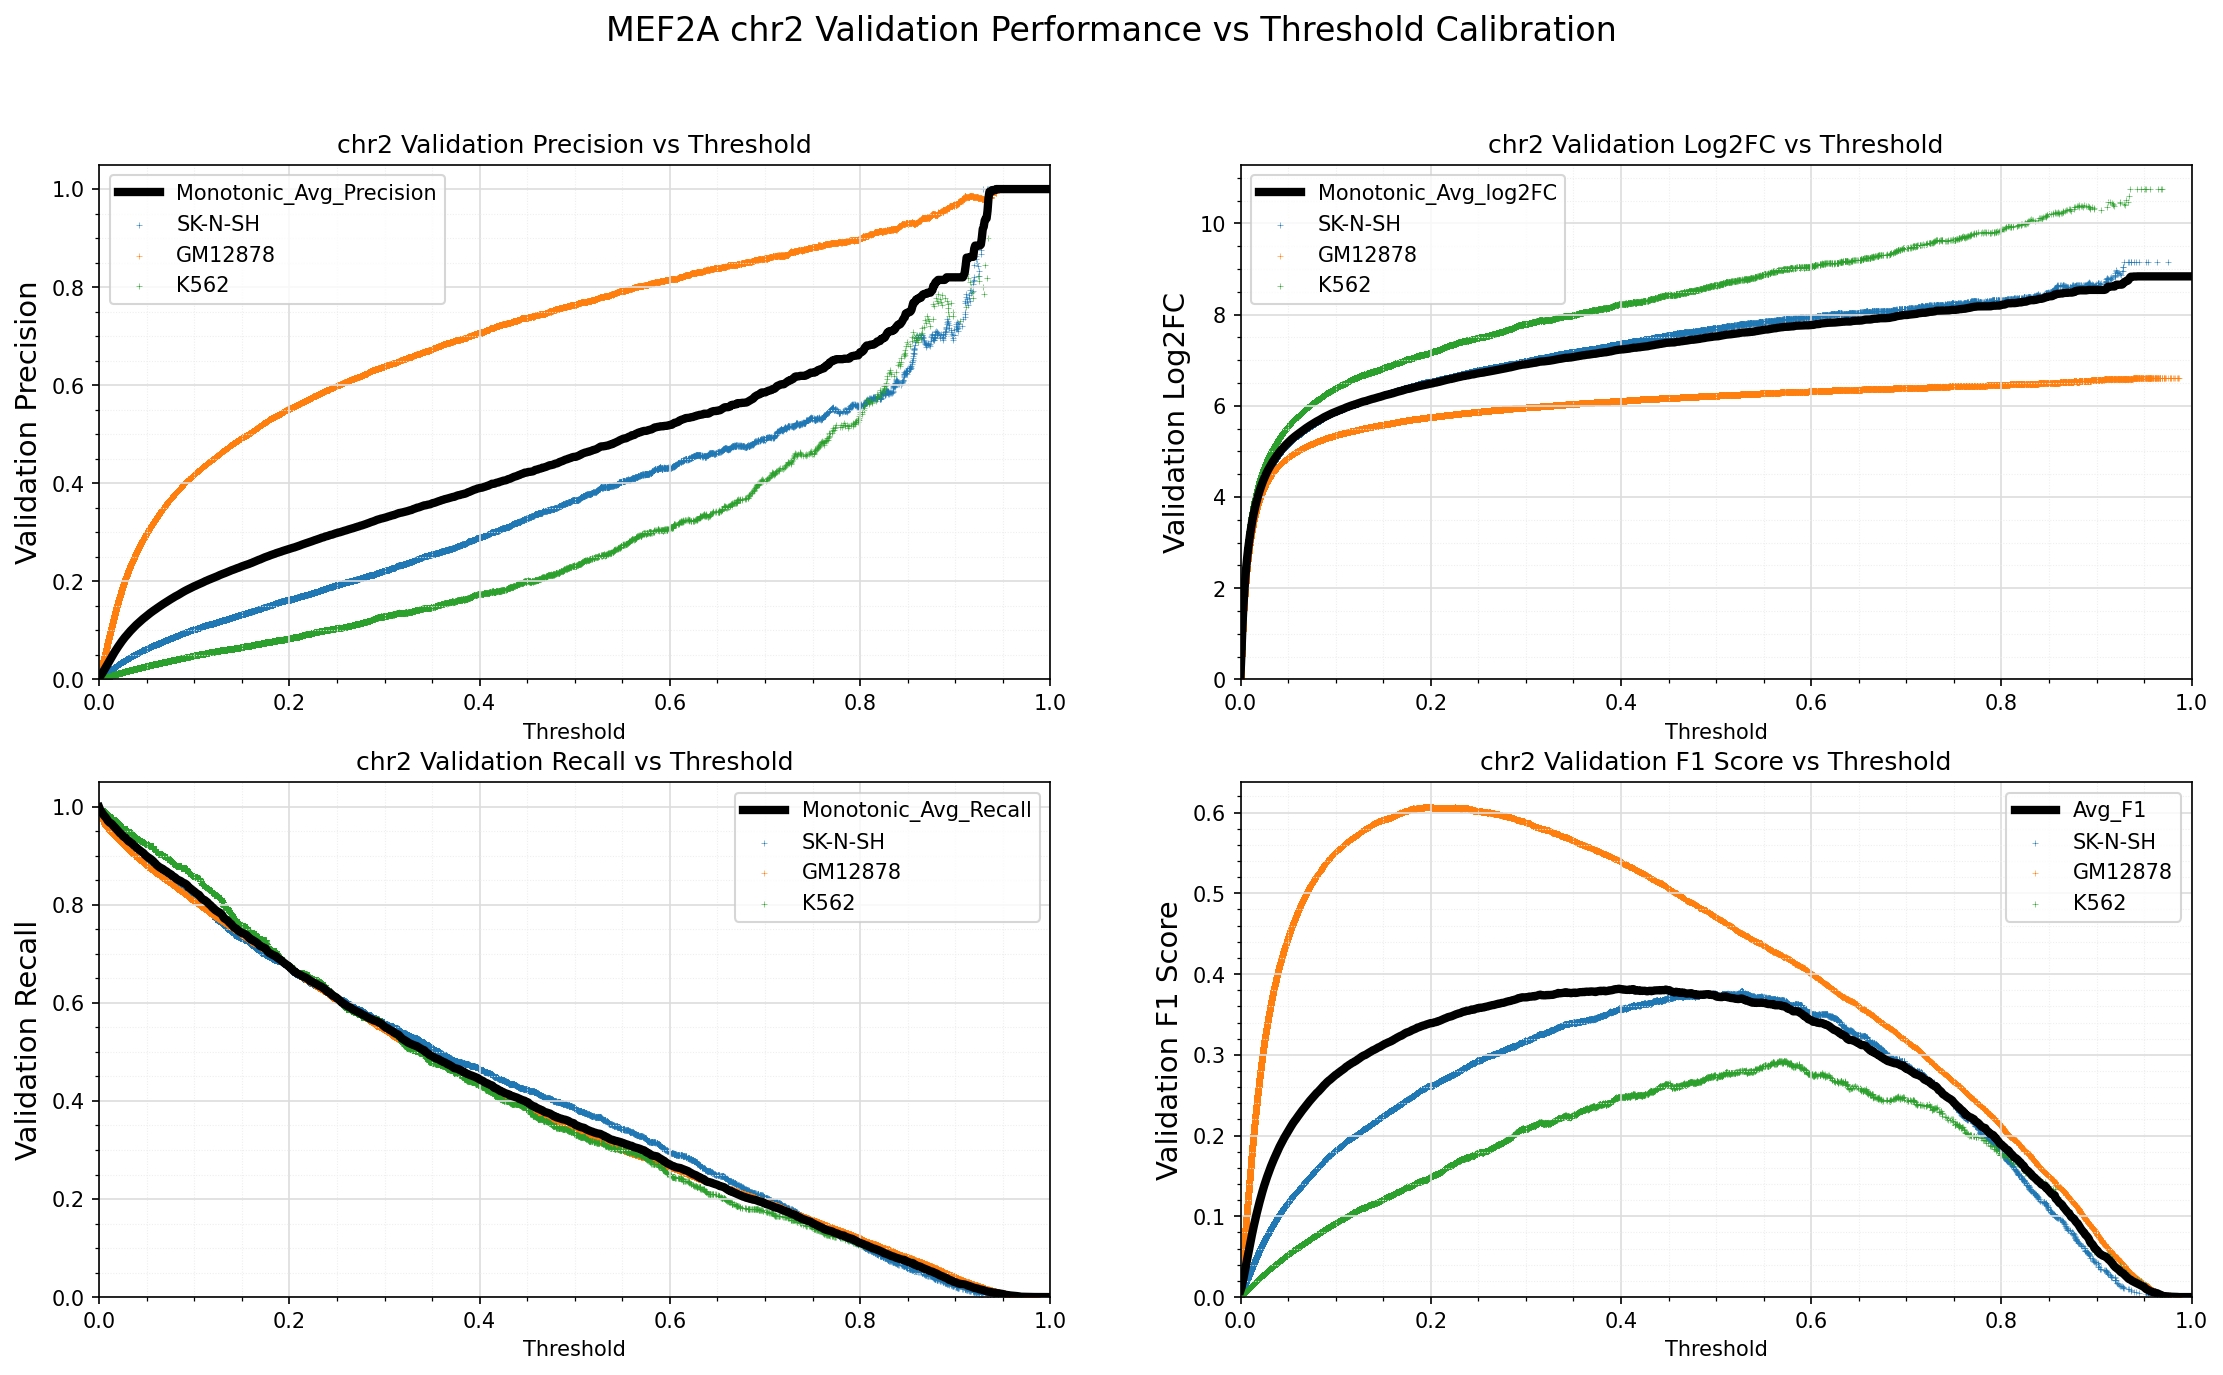 MEF2A chr2 Validation Performance vs Threshold Calibration
chr2 Validation Precision vs Threshold
Validation Precision
1.0
0.8
0.6
0.4
0.2
0.0
Monotonic_Avg_Precision
SK-N-SH
GM12878
K562
0.0 0.2 0.4 0.6 0.8 1.0
Threshold
chr2 Validation Log2FC vs Threshold
Validation Log2FC
10
8
6
4
2
0
Monotonic_Avg_log2FC
SK-N-SH
GM12878
K562
0.0 0.2 0.4 0.6 0.8 1.0
Threshold
chr2 Validation Recall vs Threshold
Validation Recall
1.0
0.8
0.6
0.4
0.2
0.0
Monotonic_Avg_Recall
SK-N-SH
GM12878
K562
0.0 0.2 0.4 0.6 0.8 1.0
Threshold
chr2 Validation F1 Score vs Threshold
Validation F1 Score
0.6
0.5
0.4
0.3
0.2
0.1
0.0
Avg_F1
SK-N-SH
GM12878
K562
0.0 0.2 0.4 0.6 0.8 1.0
Threshold